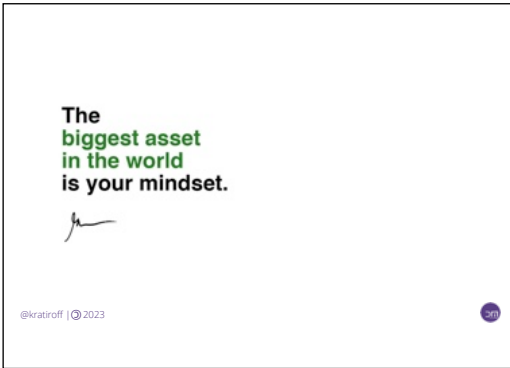 The
biggest asset
in the world
is your mindset.
@kratiroff | 2023